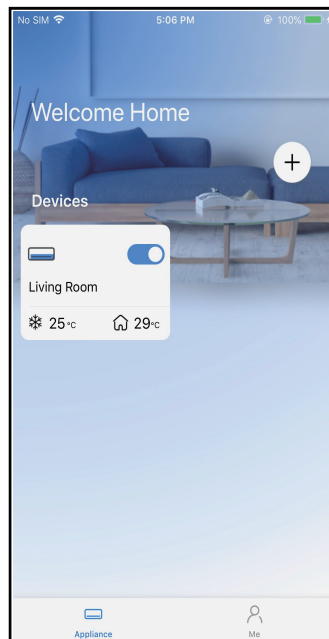 No SIM 5:06 PM 100%
Welcome Home
+
Devices
Living Room
25°C 29°C
Appliance Me